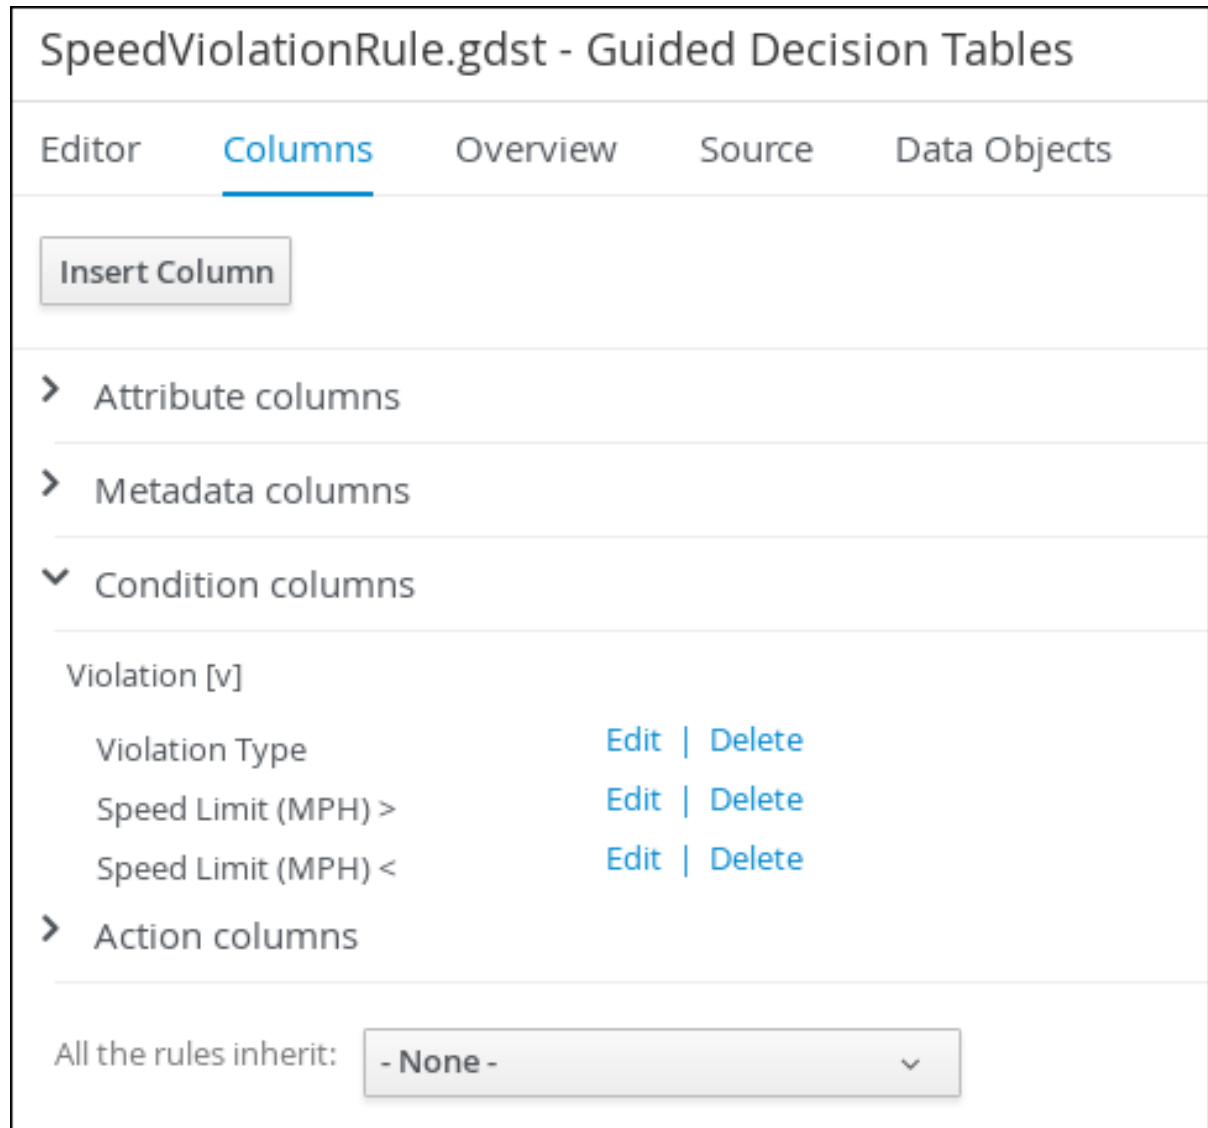 SpeedViolationRule.gdst - Guided Decision Tables
Editor Columns Overview Source Data Objects
Insert Column
Attribute columns
Metadata columns
Condition columns
Violation [v]
Violation Type Edit | Delete
Speed Limit (MPH) > Edit | Delete
Speed Limit (MPH) < Edit | Delete
Action columns
All the rules inherit: - None -